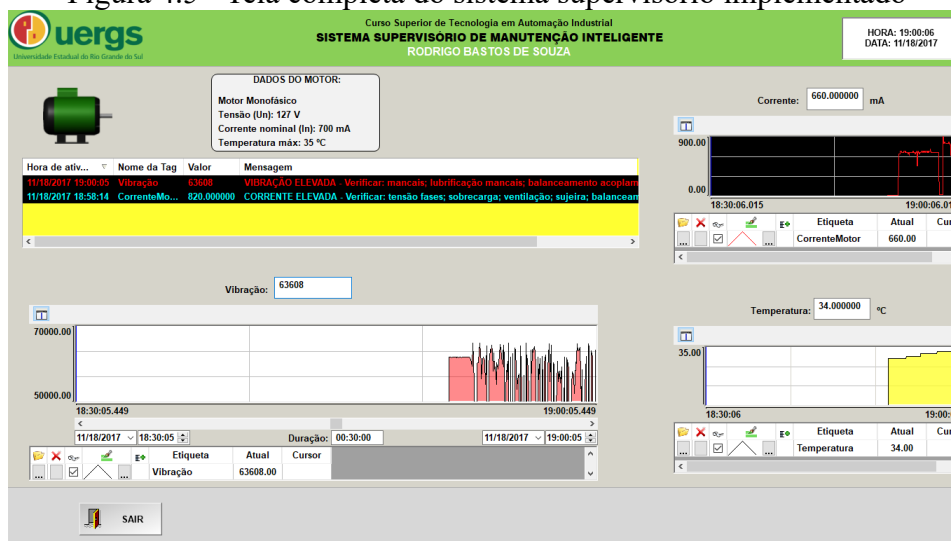 Figura 4.5 - Tela completa do sistema supervisório implementado
uergs
Universidade Estadual do Rio Grande do Sul
Curso Superior de Tecnologia em Automação Industrial
SISTEMA SUPERVISÓRIO DE MANUTENÇÃO INTELIGENTE
RODRIGO BASTOS DE SOUZA
HORA: 19:00:06
DATA: 11/18/2017
DADOS DO MOTOR:
Motor Monofásico
Tensão (Un): 127 V
Corrente nominal (In): 700 mA
Temperatura máx: 35 ºC
Hora de ativ... Nome da Tag Valor Mensagem
11/18/2017 19:00:05 Vibração 63608 VIBRAÇÃO ELEVADA - Verificar: mancais; lubrificação mancais; balanceamento acoplam
11/18/2017 18:58:14 CorrenteMo... 820.000000 CORRENTE ELEVADA - Verificar: tensão fases; sobrecarga; ventilação; sujeira; balancean
Vibração: 63608
70000.00
50000.00
18:30:05.449 19:00:05.449
11/18/2017 18:30:05 Duração: 00:30:00 11/18/2017 19:00:05
Etiqueta Atual Cursor
Vibração 63608.00
SAIR
Corrente: 660.000000 mA
900.00
0.00
18:30:06.015 19:00:06.01
Etiqueta Atual Cu
CorrenteMotor 660.00
Temperatura: 34.000000 ºC
35.00
18:30:06 19:00:
Etiqueta Atual Cu
Temperatura 34.00